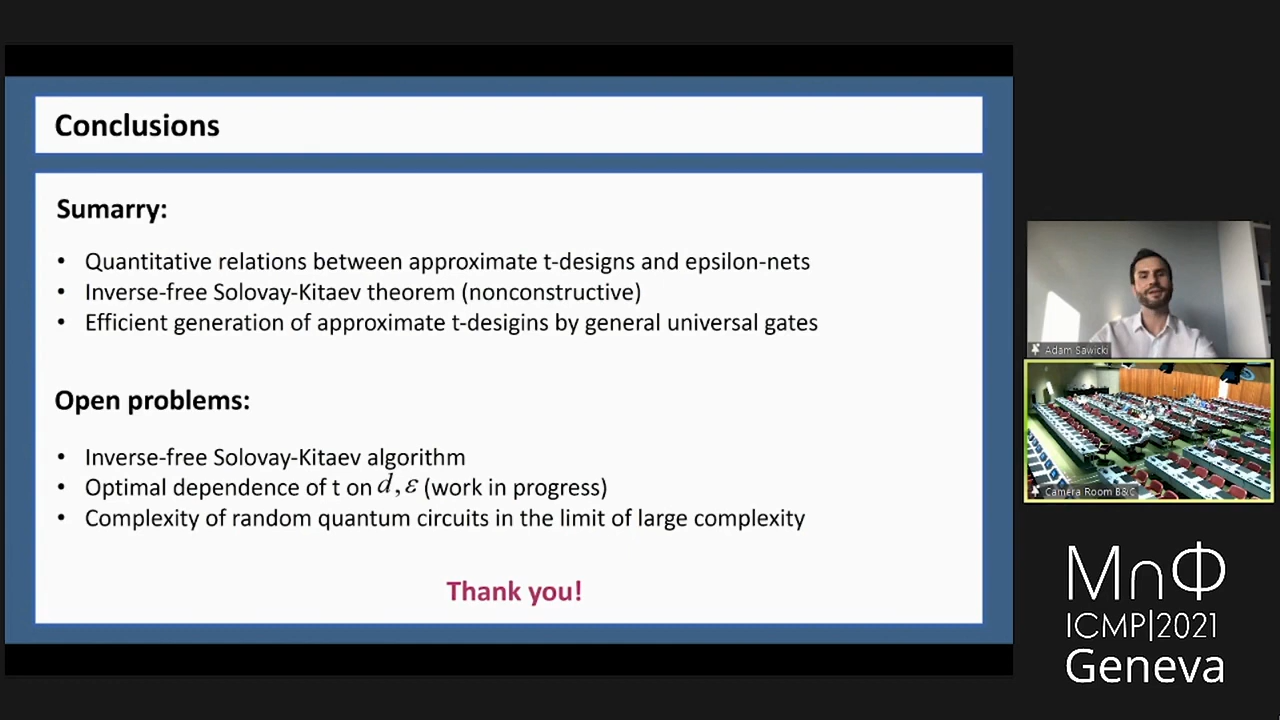 Conclusions
Sumarry:
• Quantitative relations between approximate t-designs and epsilon-nets
• Inverse-free Solovay-Kitaev theorem (nonconstructive)
• Efficient generation of approximate t-desigins by general universal gates
Open problems:
• Inverse-free Solovay-Kitaev algorithm
• Optimal dependence of t on d, ε (work in progress)
• Complexity of random quantum circuits in the limit of large complexity
Thank you!
Adam Sawicki
Camera Room B&C
M∩Φ
ICMP|2021
Geneva